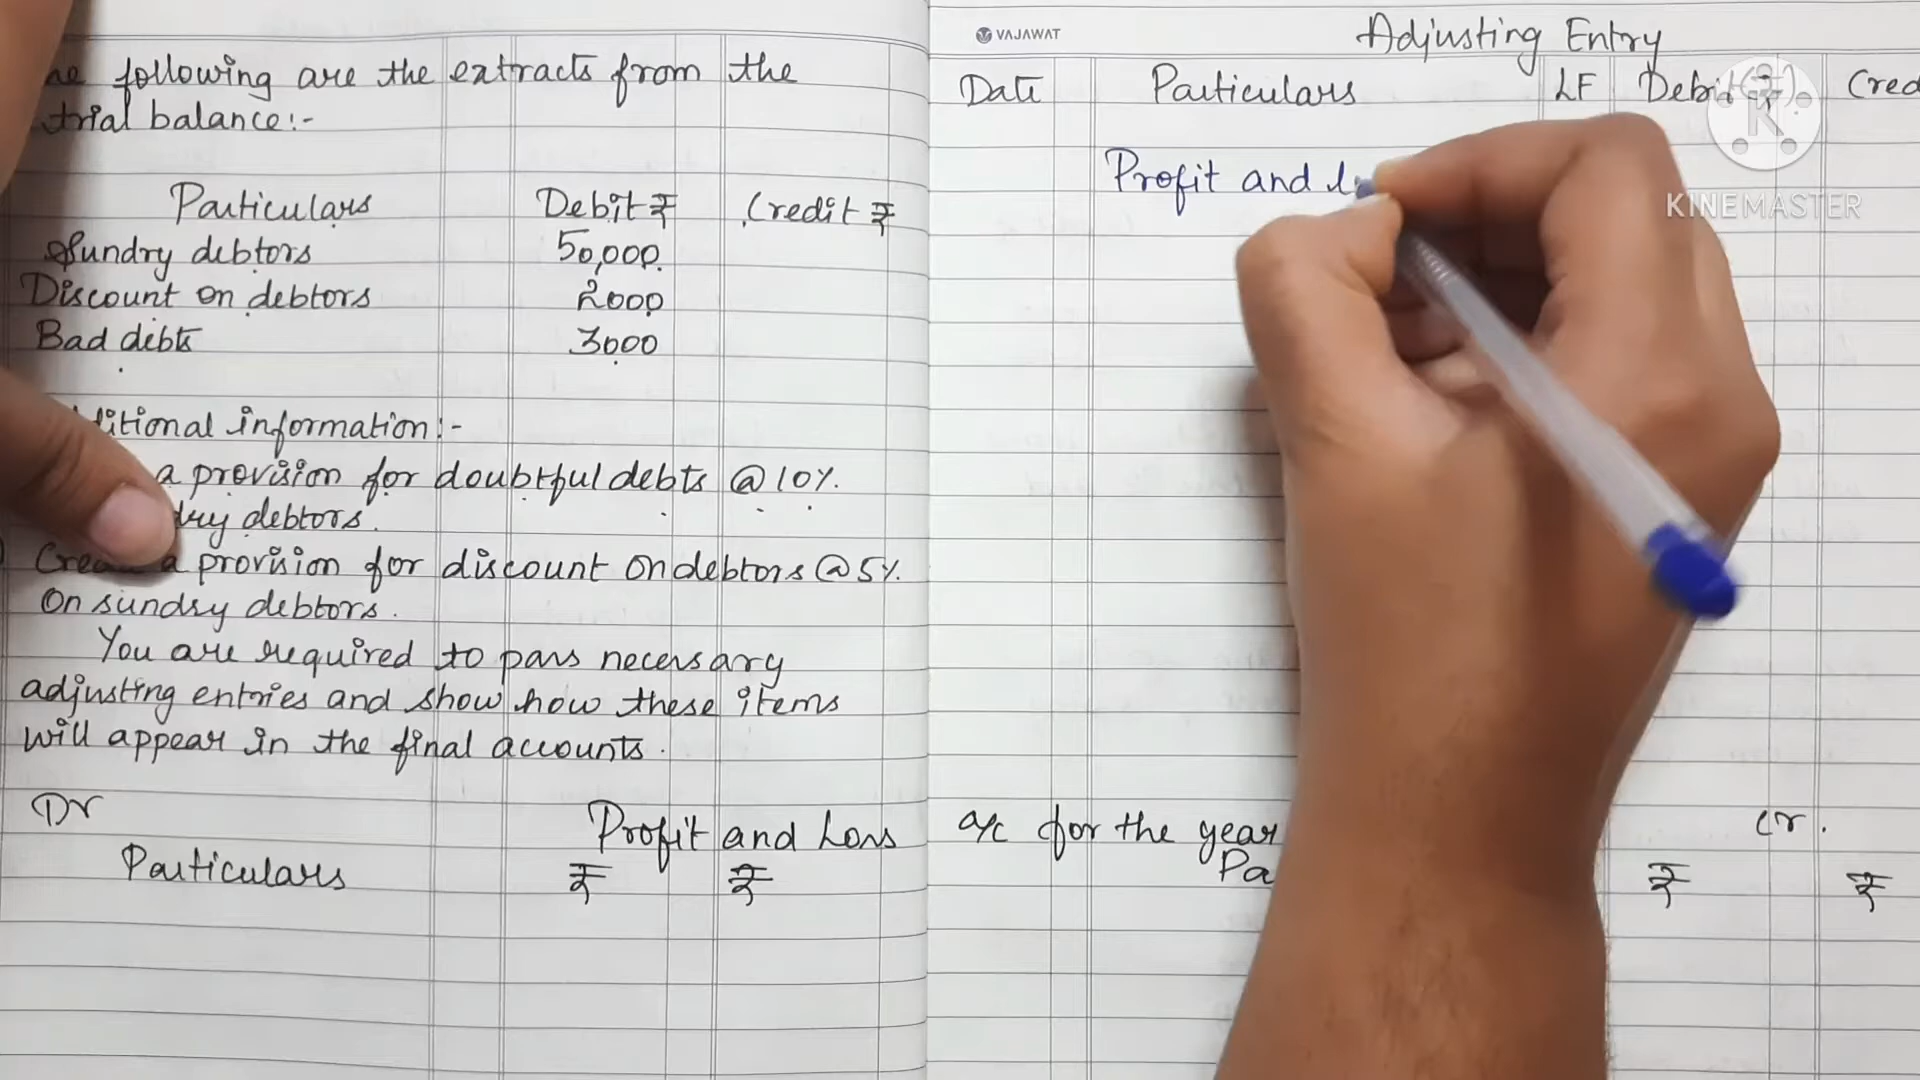 following are the extracts from the
trial balance:-
Particulars Debit ₹ Credit ₹
Sundry debtors 50,000
Discount on debtors 2000
Bad debts 3000
ditional information:-
a provision for doubtful debts @ 10%.
dry debtors.
Create a provision for discount on debtors @ 5%.
On sundry debtors.
You are required to pass necessary
adjusting entries and show how these items
will appear in the final accounts.
VAJAWAT
Adjusting Entry
Date Particulars LF Debit (₹) Cred
Profit and l
KINEMASTER
Dr Profit and Loss a/c for the year Cr.
Particulars ₹ ₹ Pa ₹ ₹